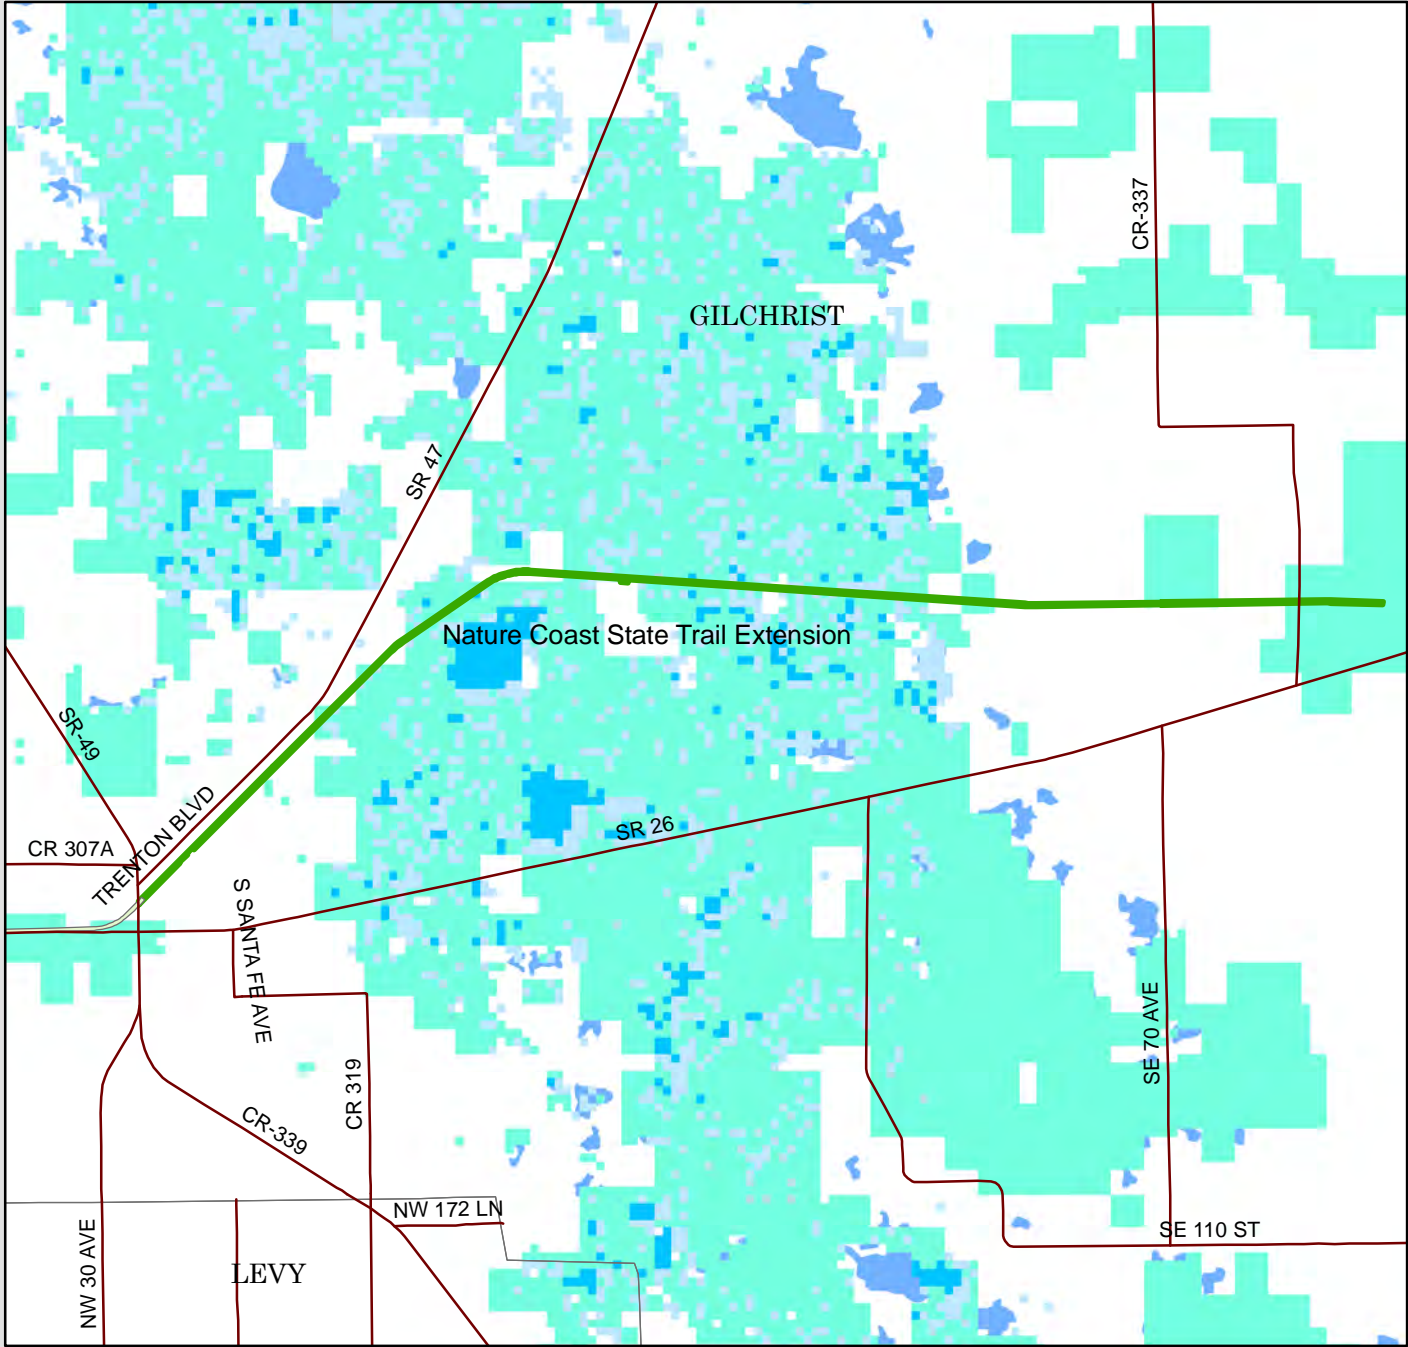 CR-337
GILCHRIST
SR 47
Nature Coast State Trail Extension
SR-49
TRENTON BLVD
SR 26
CR 307A
S SANTA FE AVE
SE 70 AVE
CR 319
CR-339
NW 172 LN
SE 110 ST
NW 30 AVE
LEVY